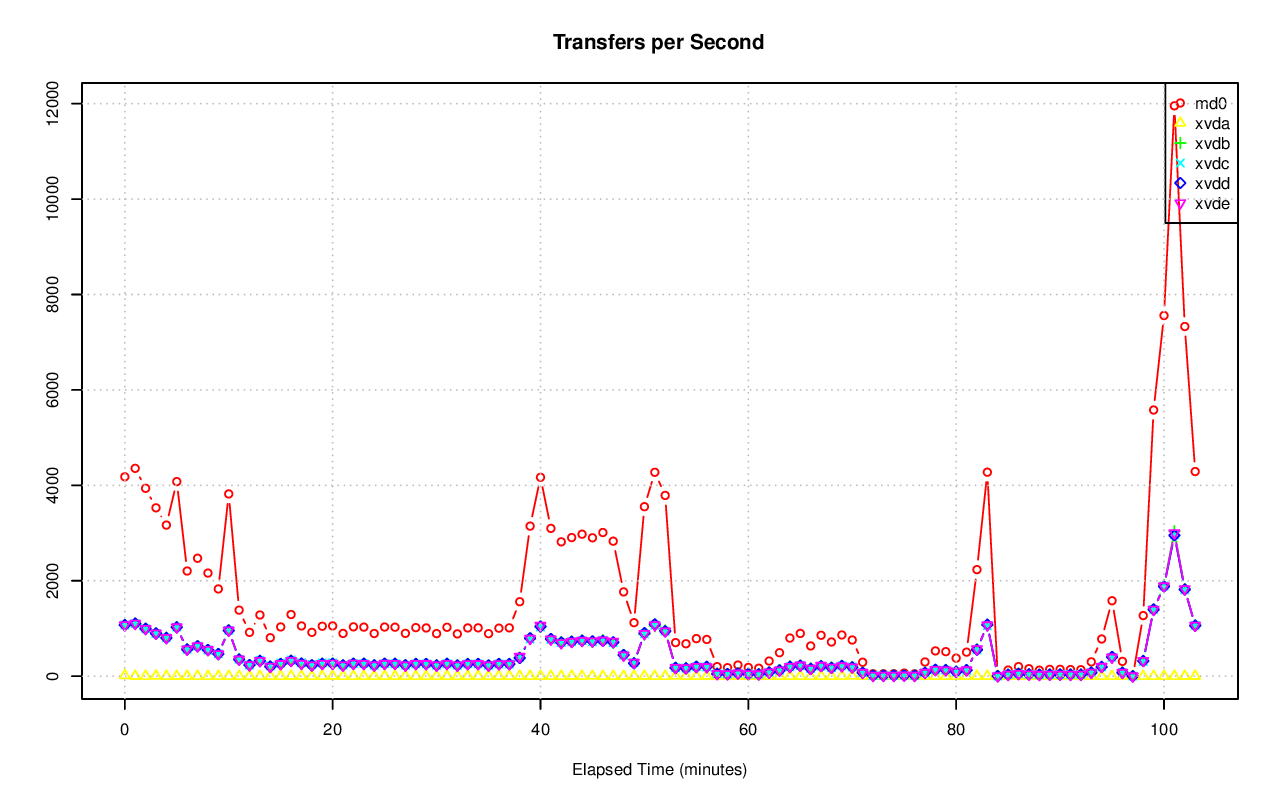 Transfers per Second
12000
10000
8000
6000
4000
2000
0
md0
xvda
xvdb
xvdc
xvdd
xvde
0 20 40 60 80 100
Elapsed Time (minutes)